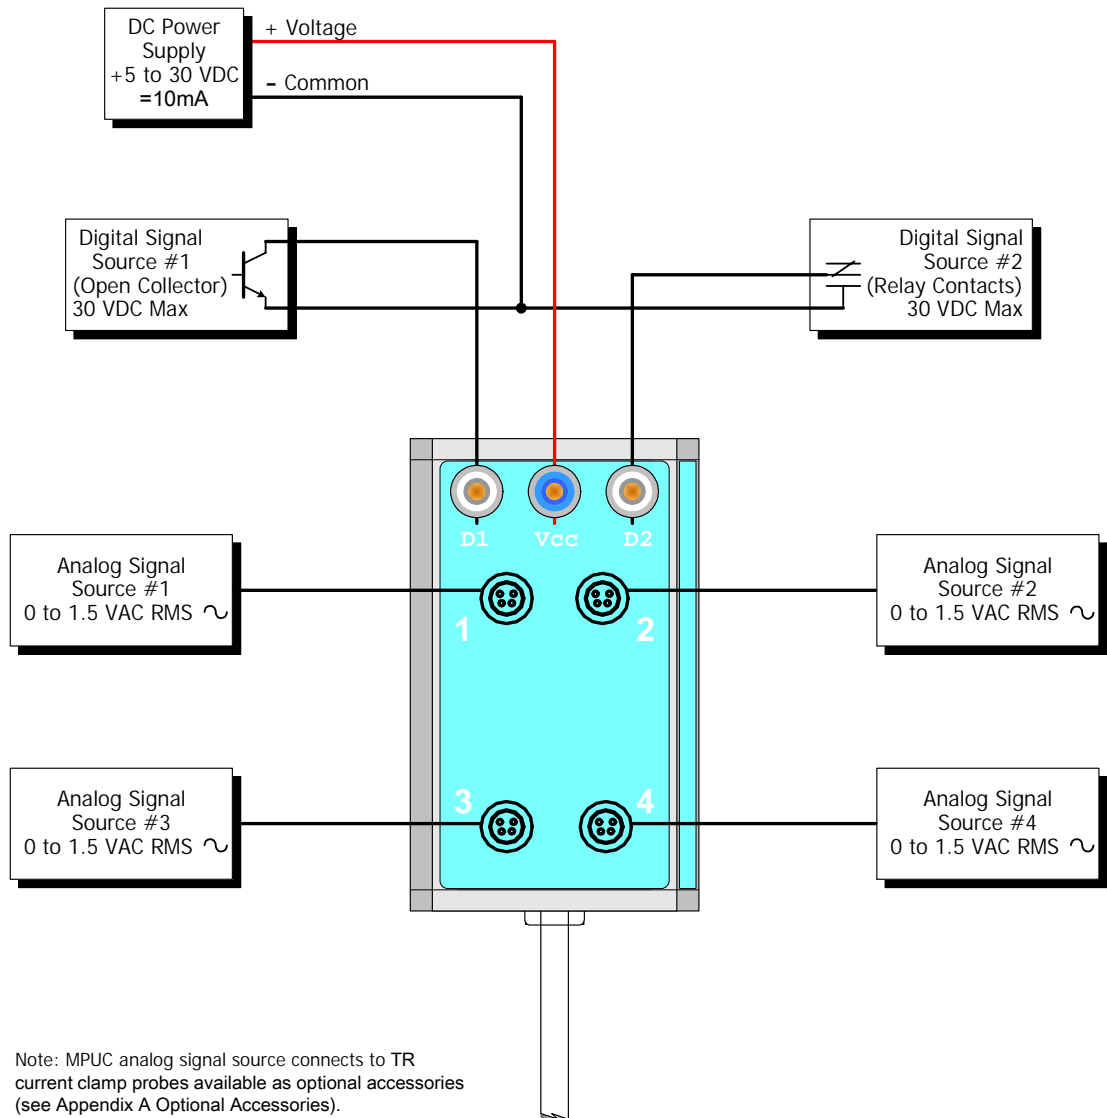 DC Power
Supply
+5 to 30 VDC
=10mA
+ Voltage
- Common
Digital Signal
Source #1
(Open Collector)
30 VDC Max
Digital Signal
Source #2
(Relay Contacts)
30 VDC Max
D1 Vcc D2
Analog Signal
Source #1
0 to 1.5 VAC RMS
1 2
Analog Signal
Source #2
0 to 1.5 VAC RMS
Analog Signal
Source #3
0 to 1.5 VAC RMS
3 4
Analog Signal
Source #4
0 to 1.5 VAC RMS
Note: MPUC analog signal source connects to TR
current clamp probes available as optional accessories
(see Appendix A Optional Accessories).